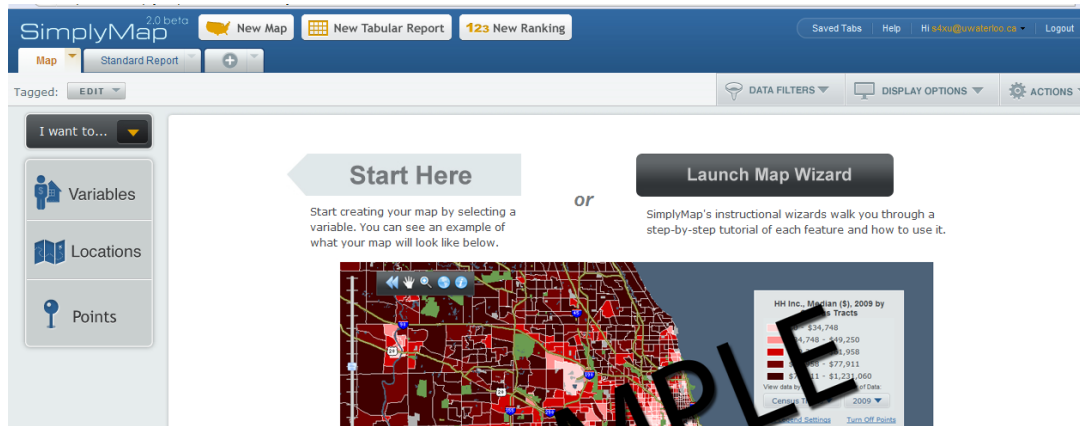 SimplyMap 2.0 beta
New Map
New Tabular Report
123 New Ranking
Saved Tabs
Help
Hi s4xu@uwaterloo.ca
Logout
Map
Standard Report
Tagged: EDIT
DATA FILTERS
DISPLAY OPTIONS
ACTIONS
I want to...
Variables
Locations
Points
Start Here
Start creating your map by selecting a
variable. You can see an example of
what your map will look like below.
or
Launch Map Wizard
SimplyMap's instructional wizards walk you through a
step-by-step tutorial of each feature and how to use it.
HH Inc., Median ($), 2009 by
Tracts
$34,748
$49,250
$77,911
$1,231,060
View data by
of Data:
Census
2009
Settings
Turn Off Points
MPLE